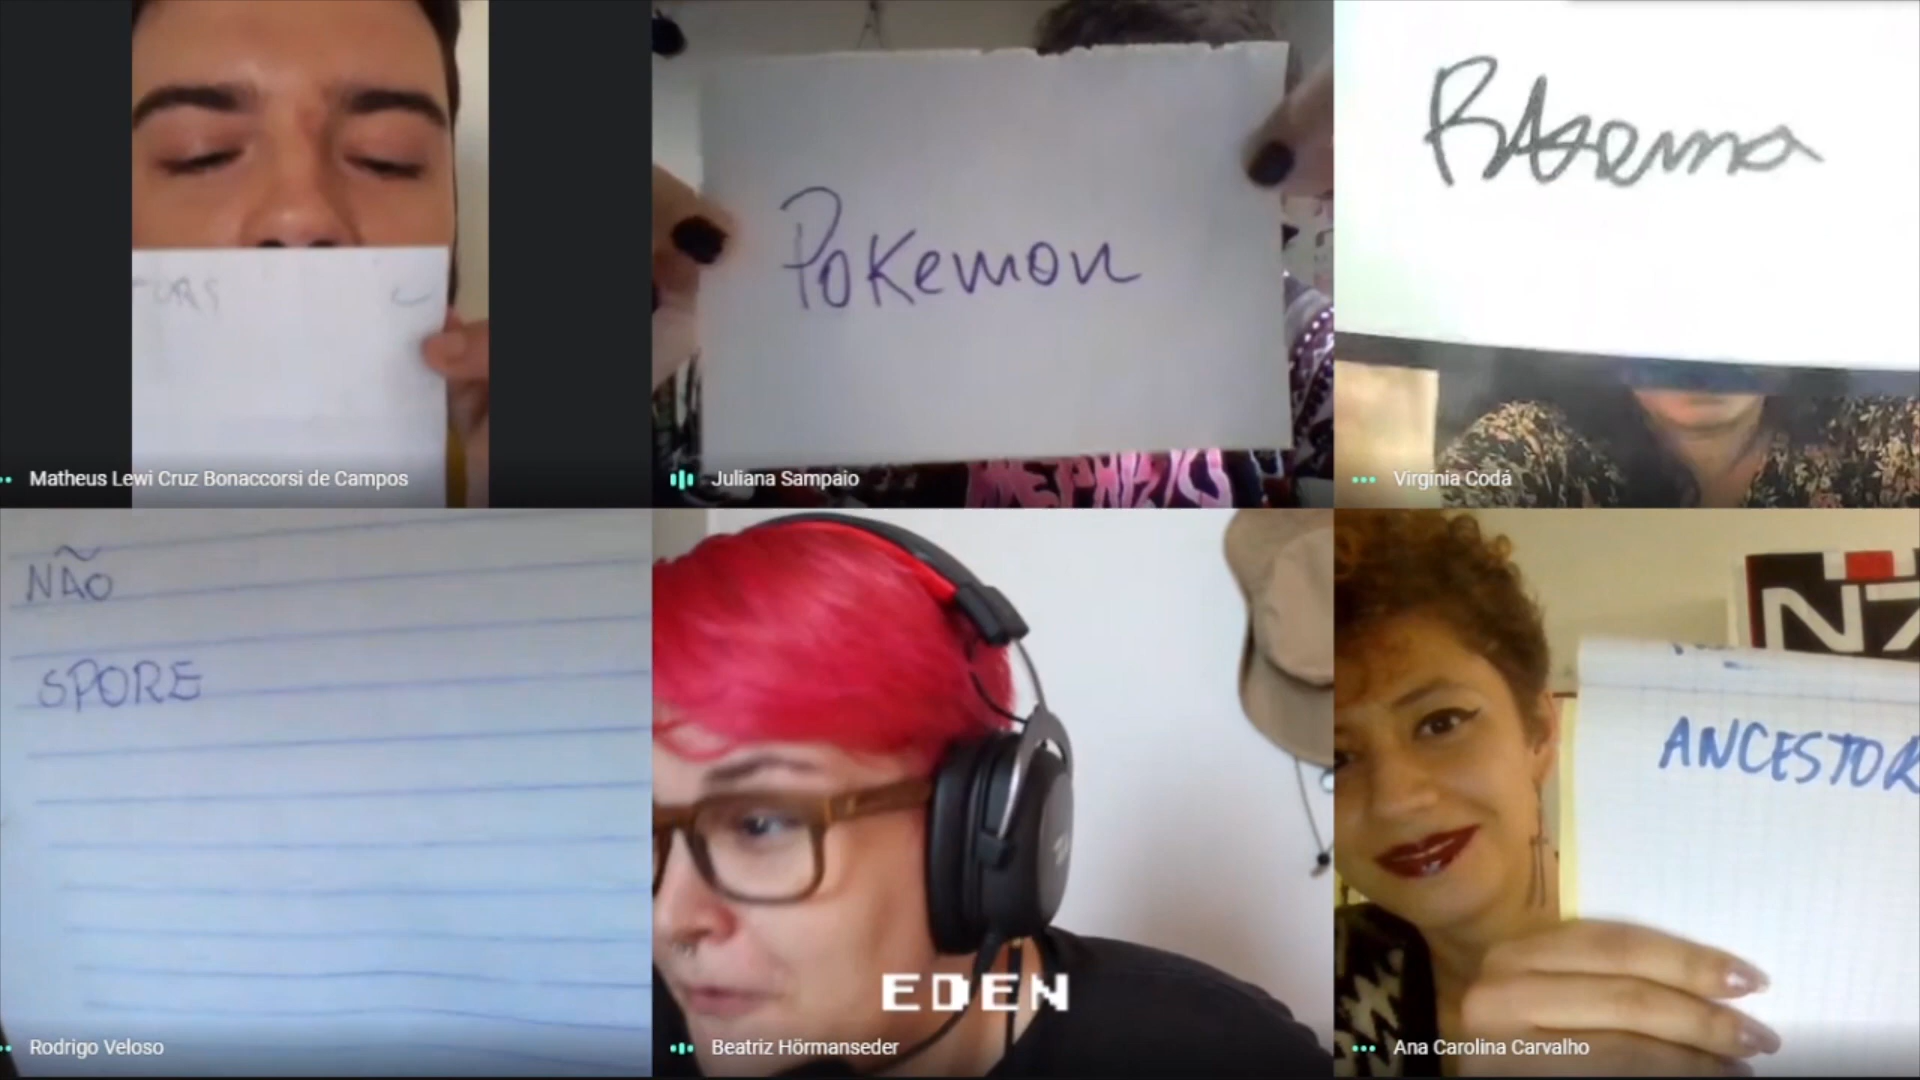 Matheus Lewi Cruz Bonaccorsi de Campos
Pokemon
Juliana Sampaio
Virgínia Codá
NÃO
SPORE
Rodrigo Veloso
EDEN
Beatriz Hörmanseder
N7
ANCESTOR
Ana Carolina Carvalho